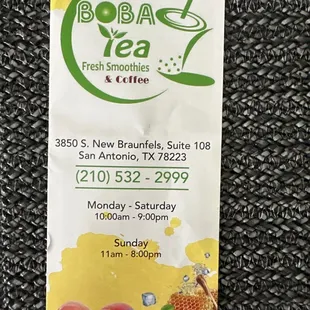 BOBA
Tea
Fresh Smoothies
& Coffee
3850 S. New Braunfels, Suite 108
San Antonio, TX 78223
(210) 532 - 2999
Monday - Saturday
10:00am - 9:00pm
Sunday
11am - 8:00pm